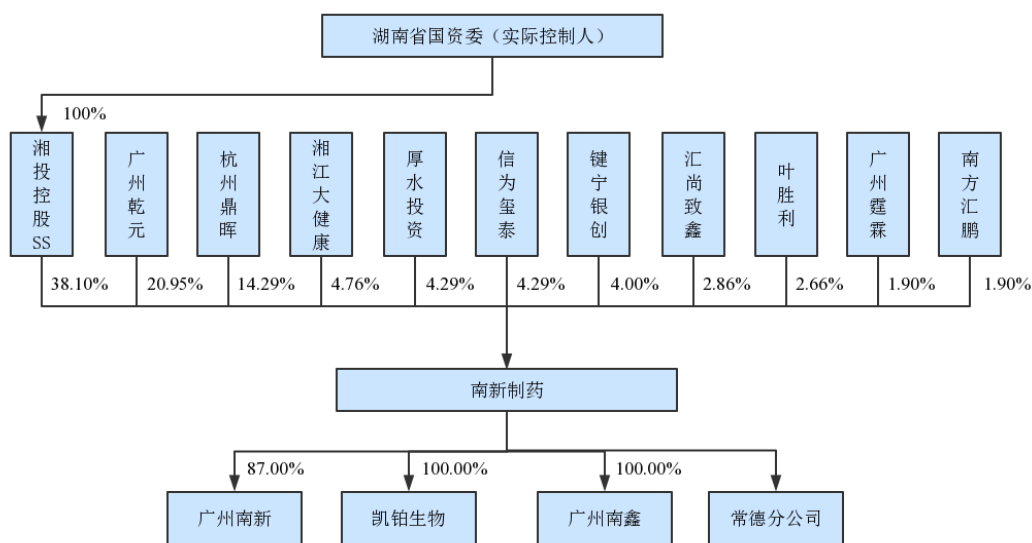 湖南省国资委（实际控制人）
100%
湘投控股SS
广州乾元
杭州鼎晖
湘江大健康
厚水投资
信为玺泰
键宁银创
汇尚致鑫
叶胜利
广州霆霖
南方汇鹏
38.10%
20.95%
14.29%
4.76%
4.29%
4.29%
4.00%
2.86%
2.66%
1.90%
1.90%
南新制药
87.00%
100.00%
100.00%
广州南新
凯铂生物
广州南鑫
常德分公司